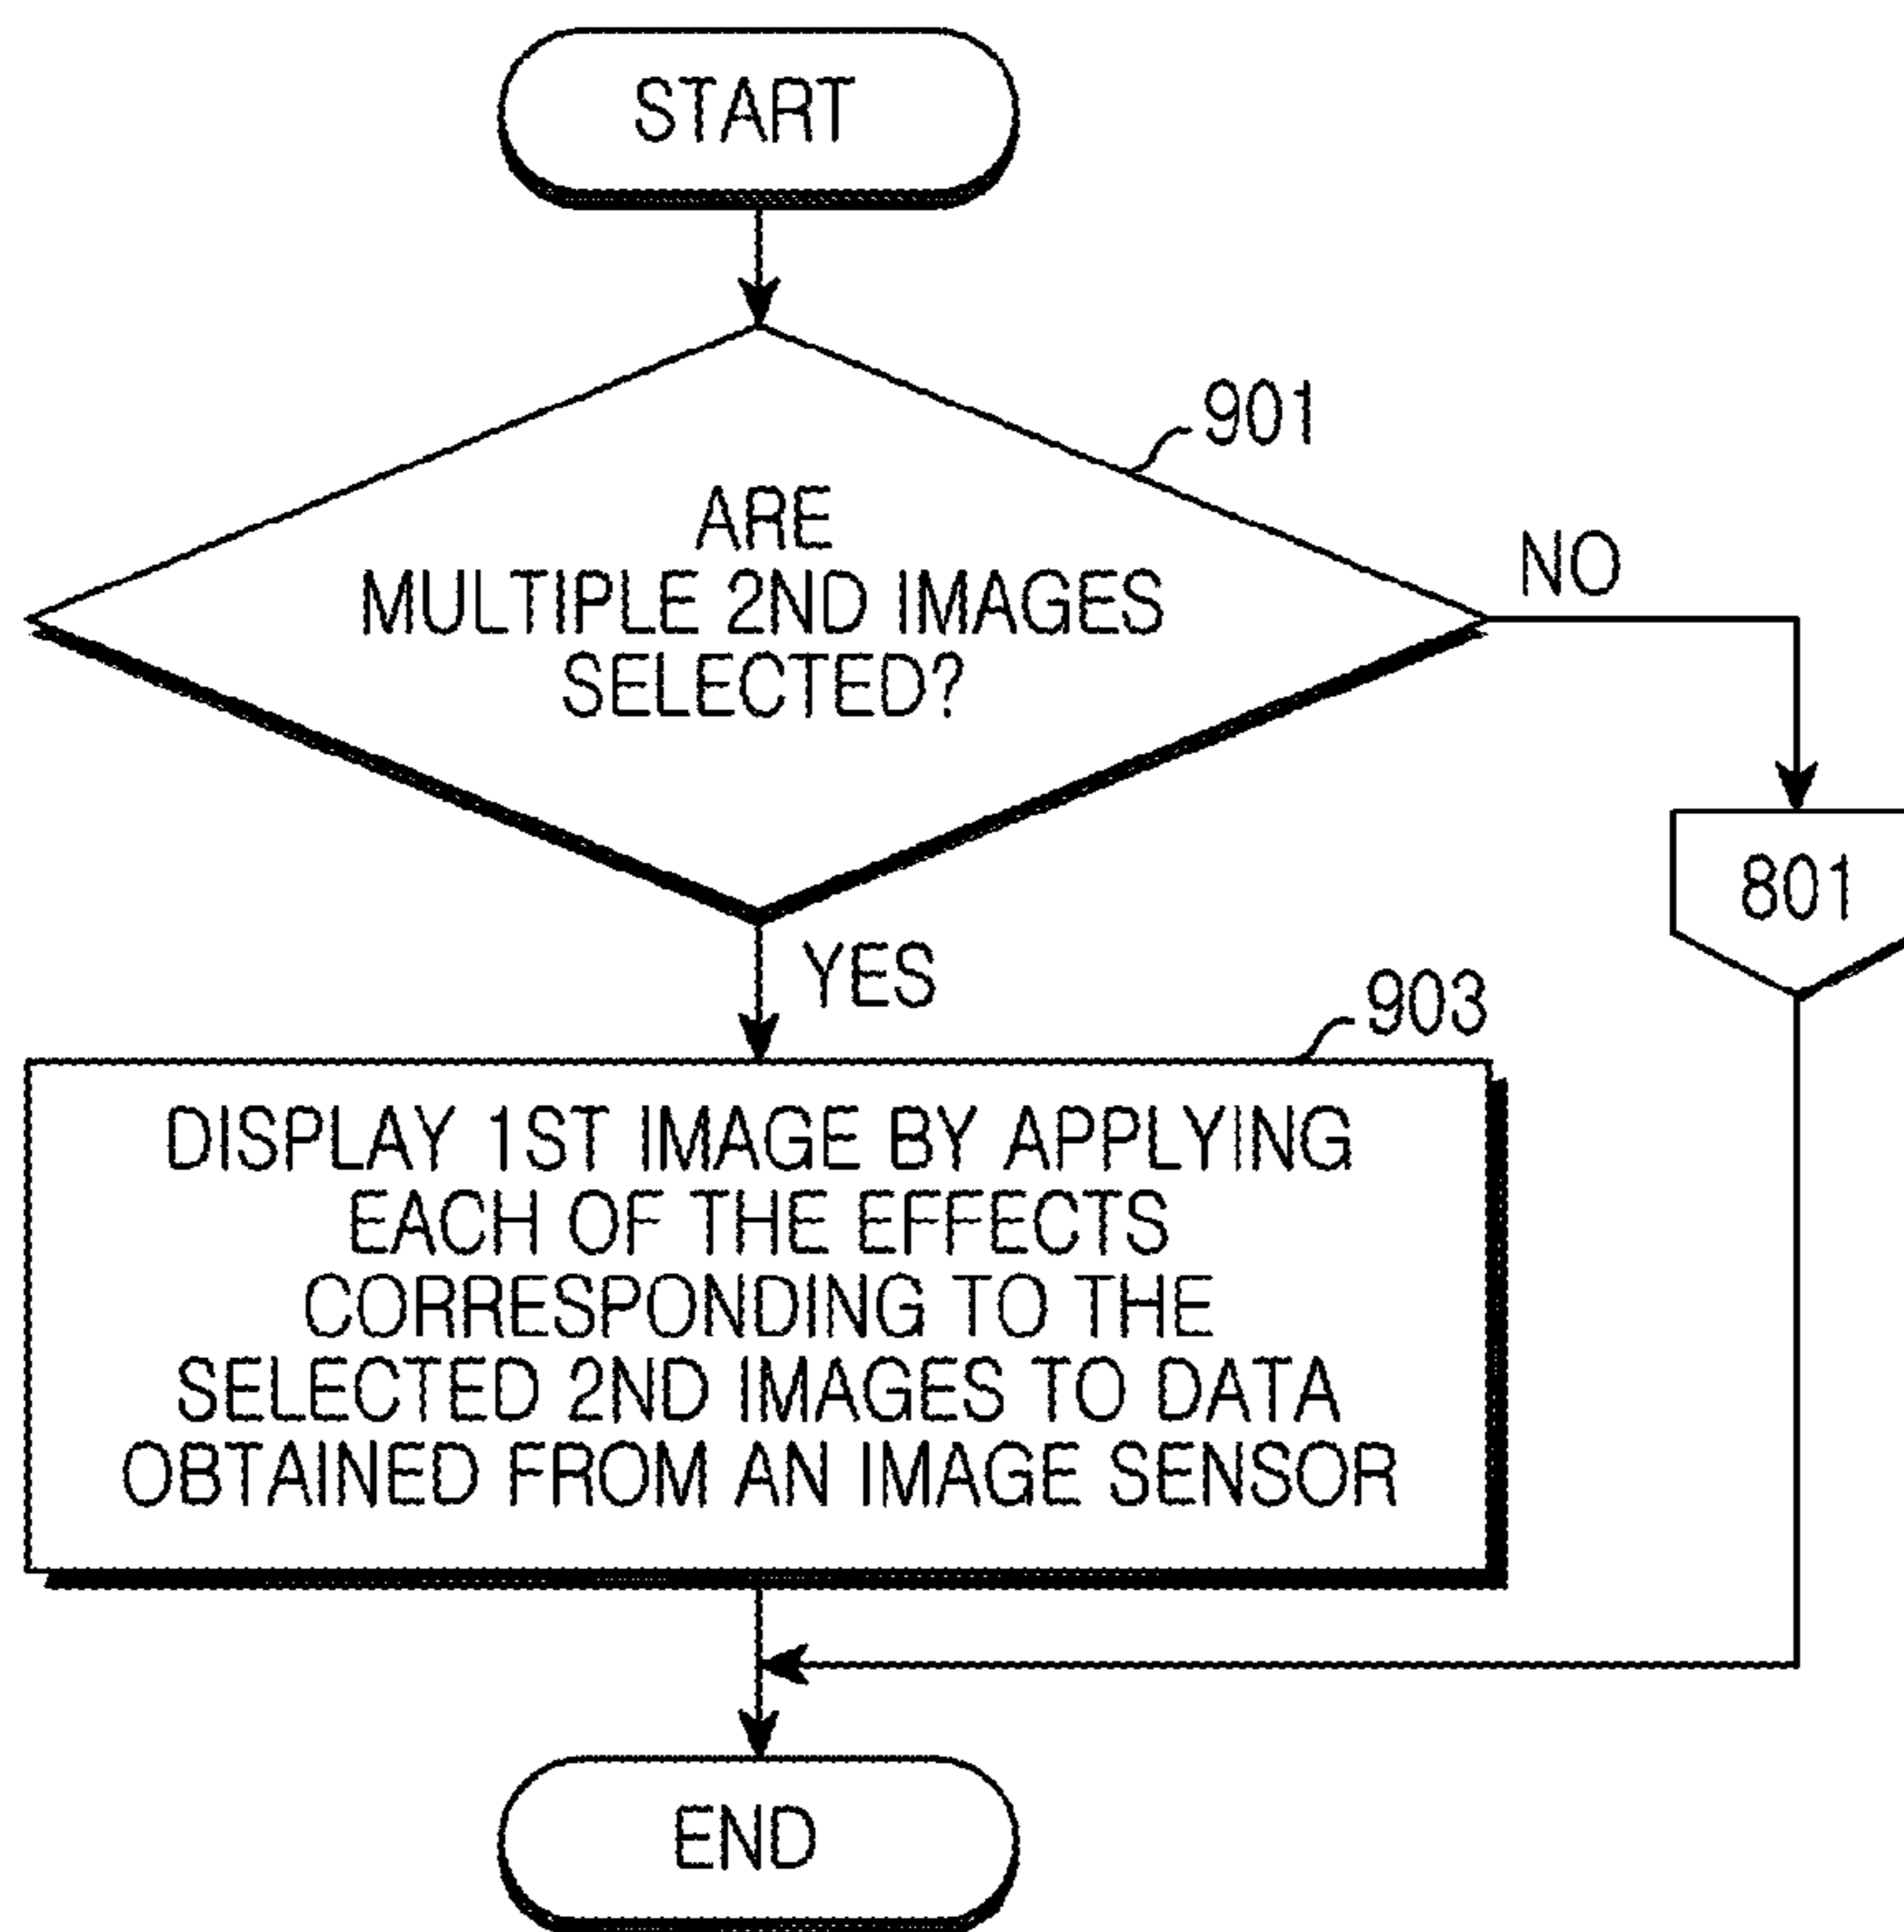 START
901
ARE
MULTIPLE 2ND IMAGES
SELECTED?
NO
801
YES
903
DISPLAY 1ST IMAGE BY APPLYING
EACH OF THE EFFECTS
CORRESPONDING TO THE
SELECTED 2ND IMAGES TO DATA
OBTAINED FROM AN IMAGE SENSOR
END